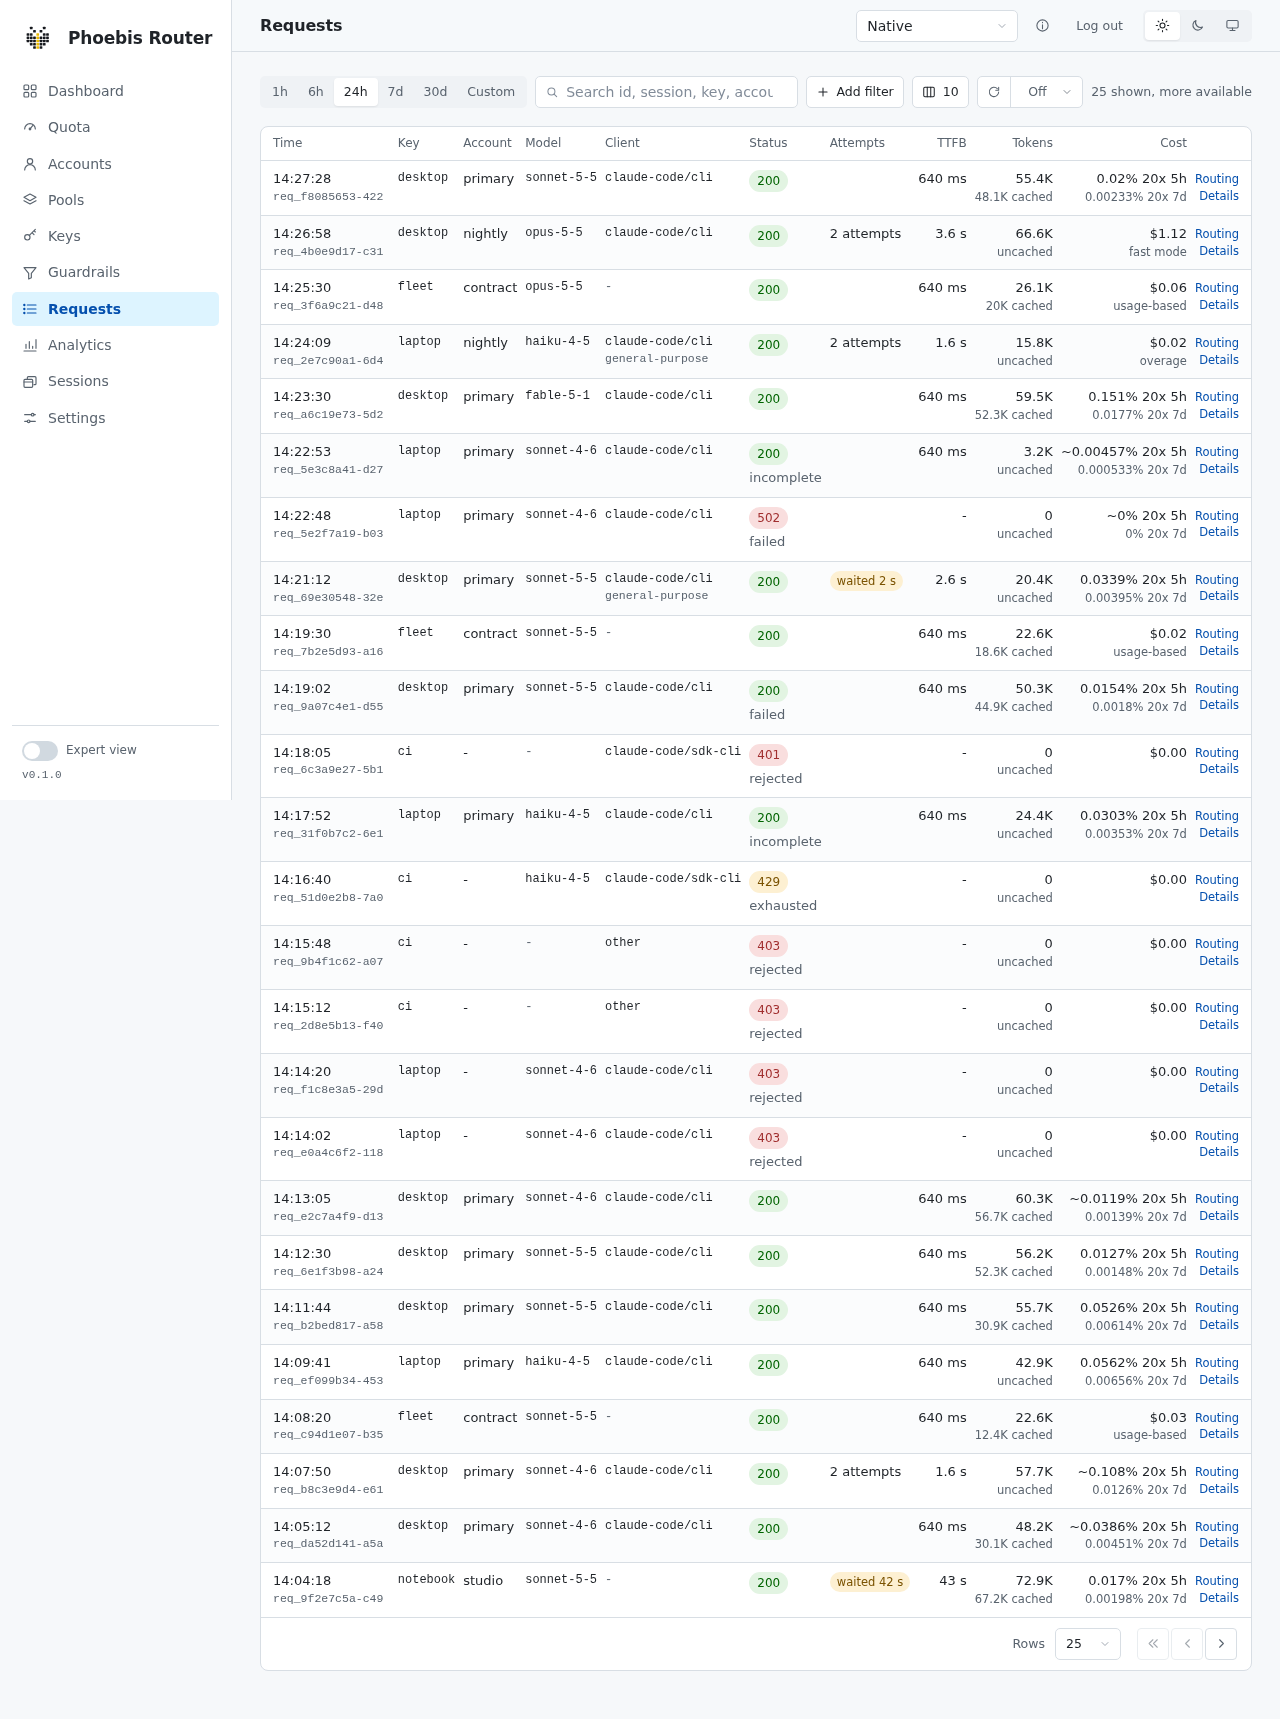 Phoebis Router
Dashboard
Quota
Accounts
Pools
Keys
Guardrails
Requests
Analytics
Sessions
Settings
Expert view
v0.1.0
Requests
Native
Log out
1h 6h 24h 7d 30d Custom
Search id, session, key, accou
Add filter
10
Off
25 shown, more available
Time Key Account Model Client Status Attempts TTFB Tokens Cost
14:27:28 desktop primary sonnet-5-5 claude-code/cli 200 640 ms 55.4K 0.02% 20x 5h Routing
req_f8085653-422 48.1K cached 0.00233% 20x 7d Details
14:26:58 desktop nightly opus-5-5 claude-code/cli 200 2 attempts 3.6 s 66.6K $1.12 Routing
req_4b0e9d17-c31 uncached fast mode Details
14:25:30 fleet contract opus-5-5 - 200 640 ms 26.1K $0.06 Routing
req_3f6a9c21-d48 20K cached usage-based Details
14:24:09 laptop nightly haiku-4-5 claude-code/cli 200 2 attempts 1.6 s 15.8K $0.02 Routing
req_2e7c90a1-6d4 general-purpose uncached overage Details
14:23:30 desktop primary fable-5-1 claude-code/cli 200 640 ms 59.5K 0.151% 20x 5h Routing
req_a6c19e73-5d2 52.3K cached 0.0177% 20x 7d Details
14:22:53 laptop primary sonnet-4-6 claude-code/cli 200 640 ms 3.2K ~0.00457% 20x 5h Routing
req_5e3c8a41-d27 incomplete uncached 0.000533% 20x 7d Details
14:22:48 laptop primary sonnet-4-6 claude-code/cli 502 - 0 ~0% 20x 5h Routing
req_5e2f7a19-b03 failed uncached 0% 20x 7d Details
14:21:12 desktop primary sonnet-5-5 claude-code/cli 200 waited 2 s 2.6 s 20.4K 0.0339% 20x 5h Routing
req_69e30548-32e general-purpose uncached 0.00395% 20x 7d Details
14:19:30 fleet contract sonnet-5-5 - 200 640 ms 22.6K $0.02 Routing
req_7b2e5d93-a16 18.6K cached usage-based Details
14:19:02 desktop primary sonnet-5-5 claude-code/cli 200 640 ms 50.3K 0.0154% 20x 5h Routing
req_9a07c4e1-d55 failed 44.9K cached 0.0018% 20x 7d Details
14:18:05 ci - - claude-code/sdk-cli 401 - 0 $0.00 Routing
req_6c3a9e27-5b1 rejected uncached Details
14:17:52 laptop primary haiku-4-5 claude-code/cli 200 640 ms 24.4K 0.0303% 20x 5h Routing
req_31f0b7c2-6e1 incomplete uncached 0.00353% 20x 7d Details
14:16:40 ci - haiku-4-5 claude-code/sdk-cli 429 - 0 $0.00 Routing
req_51d0e2b8-7a0 exhausted uncached Details
14:15:48 ci - - other 403 - 0 $0.00 Routing
req_9b4f1c62-a07 rejected uncached Details
14:15:12 ci - - other 403 - 0 $0.00 Routing
req_2d8e5b13-f40 rejected uncached Details
14:14:20 laptop - sonnet-4-6 claude-code/cli 403 - 0 $0.00 Routing
req_f1c8e3a5-29d rejected uncached Details
14:14:02 laptop - sonnet-4-6 claude-code/cli 403 - 0 $0.00 Routing
req_e0a4c6f2-118 rejected uncached Details
14:13:05 desktop primary sonnet-4-6 claude-code/cli 200 640 ms 60.3K ~0.0119% 20x 5h Routing
req_e2c7a4f9-d13 56.7K cached 0.00139% 20x 7d Details
14:12:30 desktop primary sonnet-5-5 claude-code/cli 200 640 ms 56.2K 0.0127% 20x 5h Routing
req_6e1f3b98-a24 52.3K cached 0.00148% 20x 7d Details
14:11:44 desktop primary sonnet-5-5 claude-code/cli 200 640 ms 55.7K 0.0526% 20x 5h Routing
req_b2bed817-a58 30.9K cached 0.00614% 20x 7d Details
14:09:41 laptop primary haiku-4-5 claude-code/cli 200 640 ms 42.9K 0.0562% 20x 5h Routing
req_ef099b34-453 uncached 0.00656% 20x 7d Details
14:08:20 fleet contract sonnet-5-5 - 200 640 ms 22.6K $0.03 Routing
req_c94d1e07-b35 12.4K cached usage-based Details
14:07:50 desktop primary sonnet-4-6 claude-code/cli 200 2 attempts 1.6 s 57.7K ~0.108% 20x 5h Routing
req_b8c3e9d4-e61 uncached 0.0126% 20x 7d Details
14:05:12 desktop primary sonnet-4-6 claude-code/cli 200 640 ms 48.2K ~0.0386% 20x 5h Routing
req_da52d141-a5a 30.1K cached 0.00451% 20x 7d Details
14:04:18 notebook studio sonnet-5-5 - 200 waited 42 s 43 s 72.9K 0.017% 20x 5h Routing
req_9f2e7c5a-c49 67.2K cached 0.00198% 20x 7d Details
Rows 25